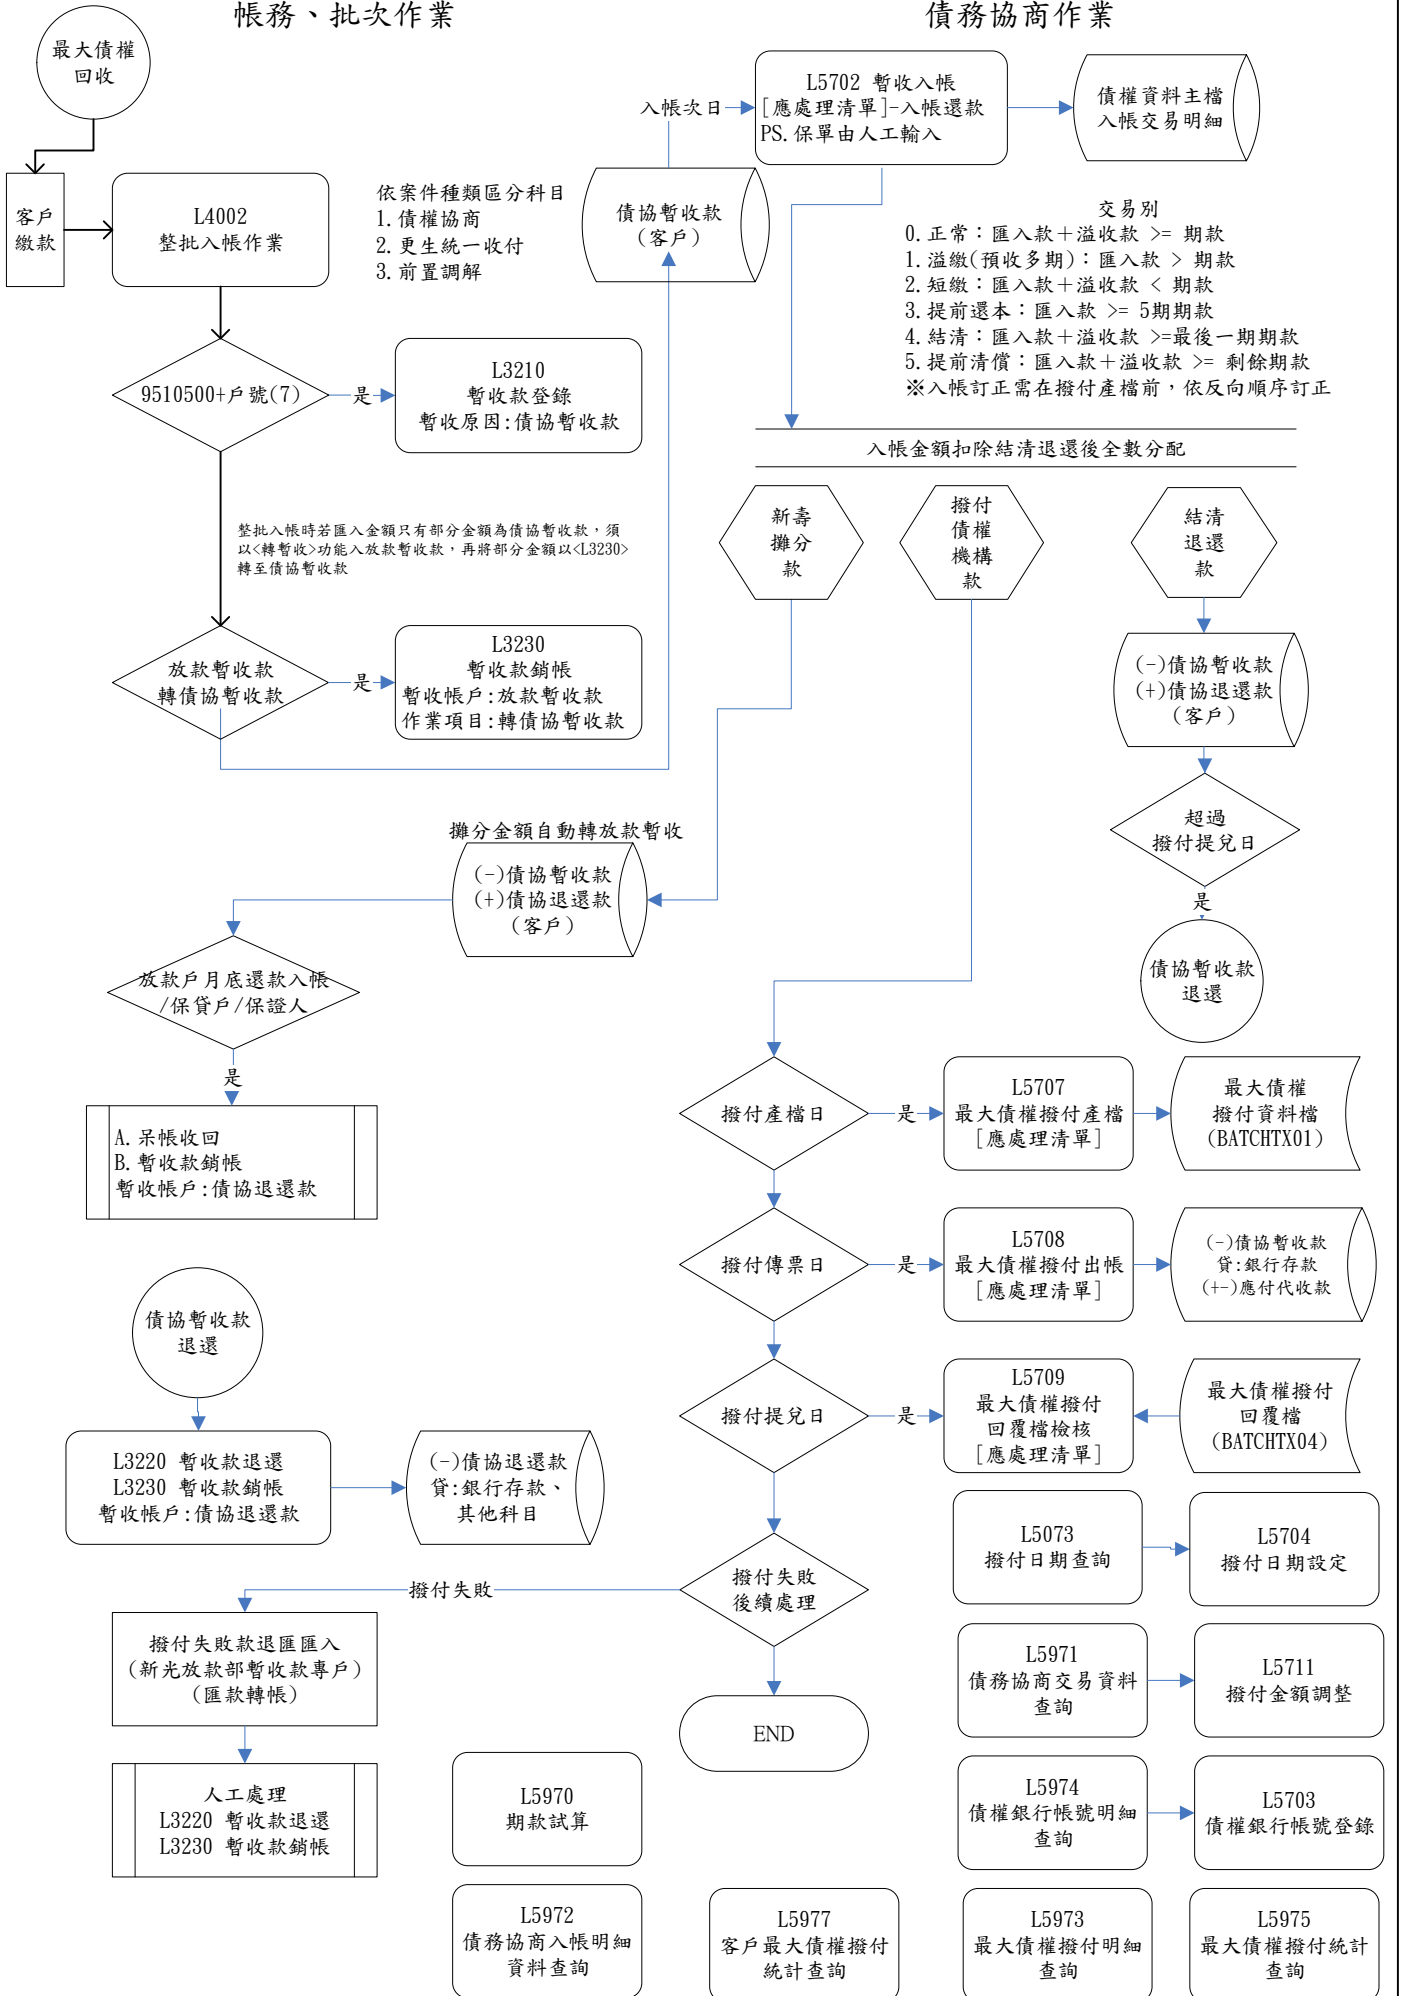 帳務、批次作業
債務協商作業
最大債權
回收
客戶
繳款
L4002
整批入帳作業
依案件種類區分科目
1.債權協商
2.更生統一收付
3.前置調解
債協暫收款
(客戶)
入帳次日
L5702 暫收入帳
[應處理清單]-入帳還款
PS.保單由人工輸入
債權資料主檔
入帳交易明細
交易別
0.正常：匯入款＋溢收款 >= 期款
1.溢繳(預收多期)：匯入款 > 期款
2.短繳：匯入款＋溢收款 < 期款
3.提前還本：匯入款 >= 5期期款
4.結清：匯入款＋溢收款 >=最後一期期款
5.提前清償：匯入款＋溢收款 >= 剩餘期款
※入帳訂正需在撥付產檔前，依反向順序訂正
9510500+戶號(7)
是
L3210
暫收款登錄
暫收原因:債協暫收款
入帳金額扣除結清退還後全數分配
整批入帳時若匯入金額只有部分金額為債協暫收款，須
以<轉暫收>功能入放款暫收款，再將部分金額以<L3230>
轉至債協暫收款
新壽
攤分
款
撥付
債權
機構
款
結清
退還
款
放款暫收款
轉債協暫收款
是
L3230
暫收款銷帳
暫收帳戶:放款暫收款
作業項目:轉債協暫收款
(-)債協暫收款
(+)債協退還款
(客戶)
超過
撥付提兌日
是
債協暫收款
退還
攤分金額自動轉放款暫收
(-)債協暫收款
(+)債協退還款
(客戶)
放款戶月底還款入帳
/保貸戶/保證人
是
A.呆帳收回
B.暫收款銷帳
暫收帳戶:債協退還款
撥付產檔日
是
L5707
最大債權撥付產檔
[應處理清單]
最大債權
撥付資料檔
(BATCHTX01)
撥付傳票日
是
L5708
最大債權撥付出帳
[應處理清單]
(-)債協暫收款
貸:銀行存款
(+-)應付代收款
撥付提兌日
是
L5709
最大債權撥付
回覆檔檢核
[應處理清單]
最大債權撥付
回覆檔
(BATCHTX04)
債協暫收款
退還
L3220 暫收款退還
L3230 暫收款銷帳
暫收帳戶:債協退還款
(-)債協退還款
貸:銀行存款、
其他科目
撥付失敗
後續處理
撥付失敗
撥付失敗款退匯匯入
(新光放款部暫收款專戶)
(匯款轉帳)
人工處理
L3220 暫收款退還
L3230 暫收款銷帳
END
L5073
撥付日期查詢
L5704
撥付日期設定
L5971
債務協商交易資料
查詢
L5711
撥付金額調整
L5974
債權銀行帳號明細
查詢
L5703
債權銀行帳號登錄
L5970
期款試算
L5972
債務協商入帳明細
資料查詢
L5977
客戶最大債權撥付
統計查詢
L5973
最大債權撥付明細
查詢
L5975
最大債權撥付統計
查詢